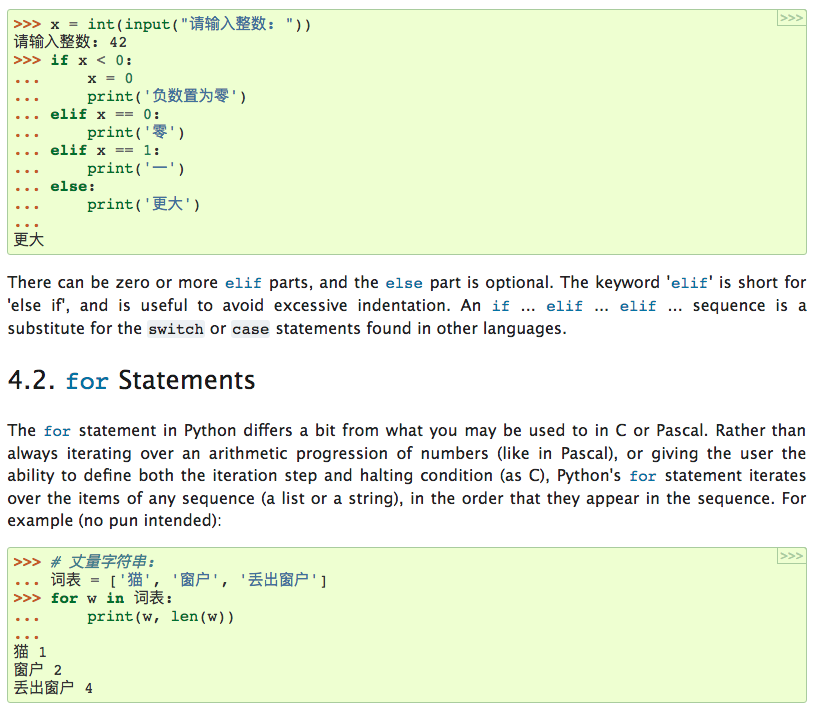 >>>
>>> x = int(input("请输入整数: "))
请输入整数: 42
>>> if x < 0:
...     x = 0
...     print('负数置为零')
... elif x == 0:
...     print('零')
... elif x == 1:
...     print('一')
... else:
...     print('更大')
...
更大
There can be zero or more elif parts, and the else part is optional. The keyword 'elif' is short for
'else if', and is useful to avoid excessive indentation. An if ... elif ... elif ... sequence is a
substitute for the switch or case statements found in other languages.
4.2. for Statements
The for statement in Python differs a bit from what you may be used to in C or Pascal. Rather than
always iterating over an arithmetic progression of numbers (like in Pascal), or giving the user the
ability to define both the iteration step and halting condition (as C), Python's for statement iterates
over the items of any sequence (a list or a string), in the order that they appear in the sequence. For
example (no pun intended):
>>>
>>> # 丈量字符串:
... 词表 = ['猫', '窗户', '丢出窗户']
>>> for w in 词表:
...     print(w, len(w))
...
猫 1
窗户 2
丢出窗户 4